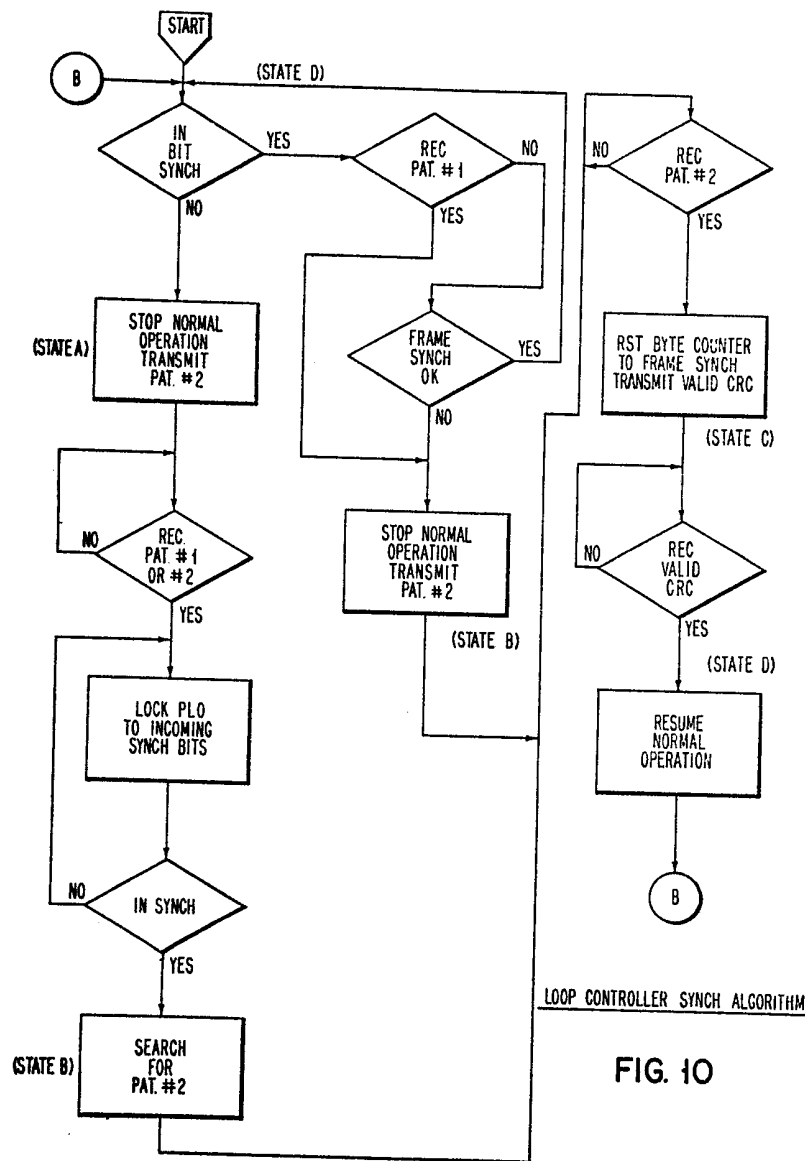 START
B
(STATE D)
IN
BIT
SYNCH
YES
NO
REC
PAT. #1
NO
YES
REC
PAT. #2
NO
YES
STOP NORMAL
OPERATION
TRANSMIT
PAT. #2
(STATE A)
FRAME
SYNCH
OK
YES
NO
RST BYTE COUNTER
TO FRAME SYNCH
TRANSMIT VALID CRC
(STATE C)
REC.
PAT. #1
OR #2
NO
YES
STOP NORMAL
OPERATION
TRANSMIT
PAT. #2
(STATE B)
REC
VALID
CRC
NO
YES
(STATE D)
LOCK PLO
TO INCOMING
SYNCH BITS
RESUME
NORMAL
OPERATION
IN SYNCH
NO
YES
B
SEARCH
FOR
PAT. #2
(STATE B)
LOOP CONTROLLER SYNCH ALGORITHM
FIG. 10